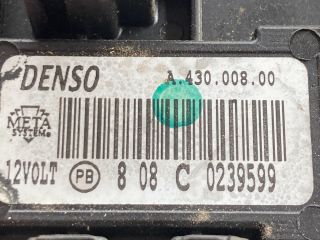 DENSO A.430.008.00
META
SYSTEM
12VOLT PB 8 08 C 0239599